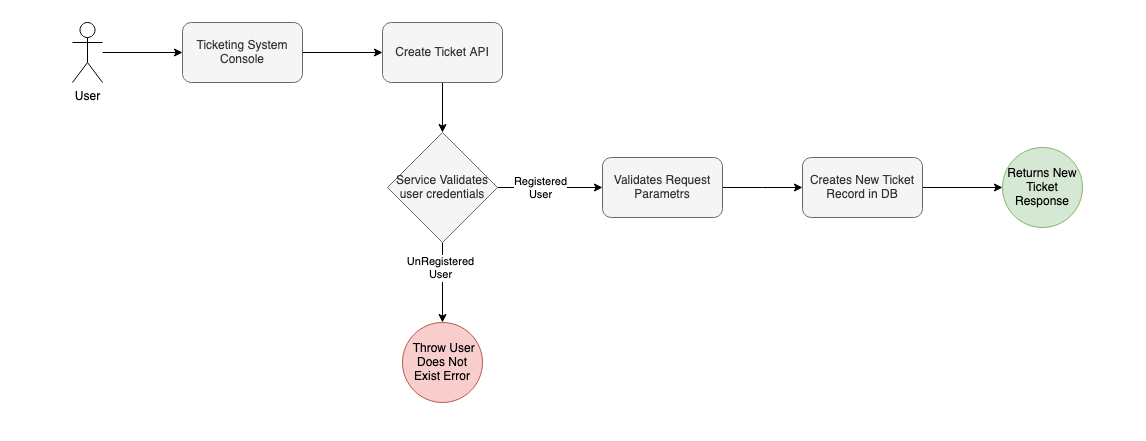 Ticketing System
Console
Create Ticket API
User
Service Validates
user credentials
Registered
User
Validates Request
Parametrs
Creates New Ticket
Record in DB
Returns New
Ticket
Response
UnRegistered
User
Throw User
Does Not
Exist Error